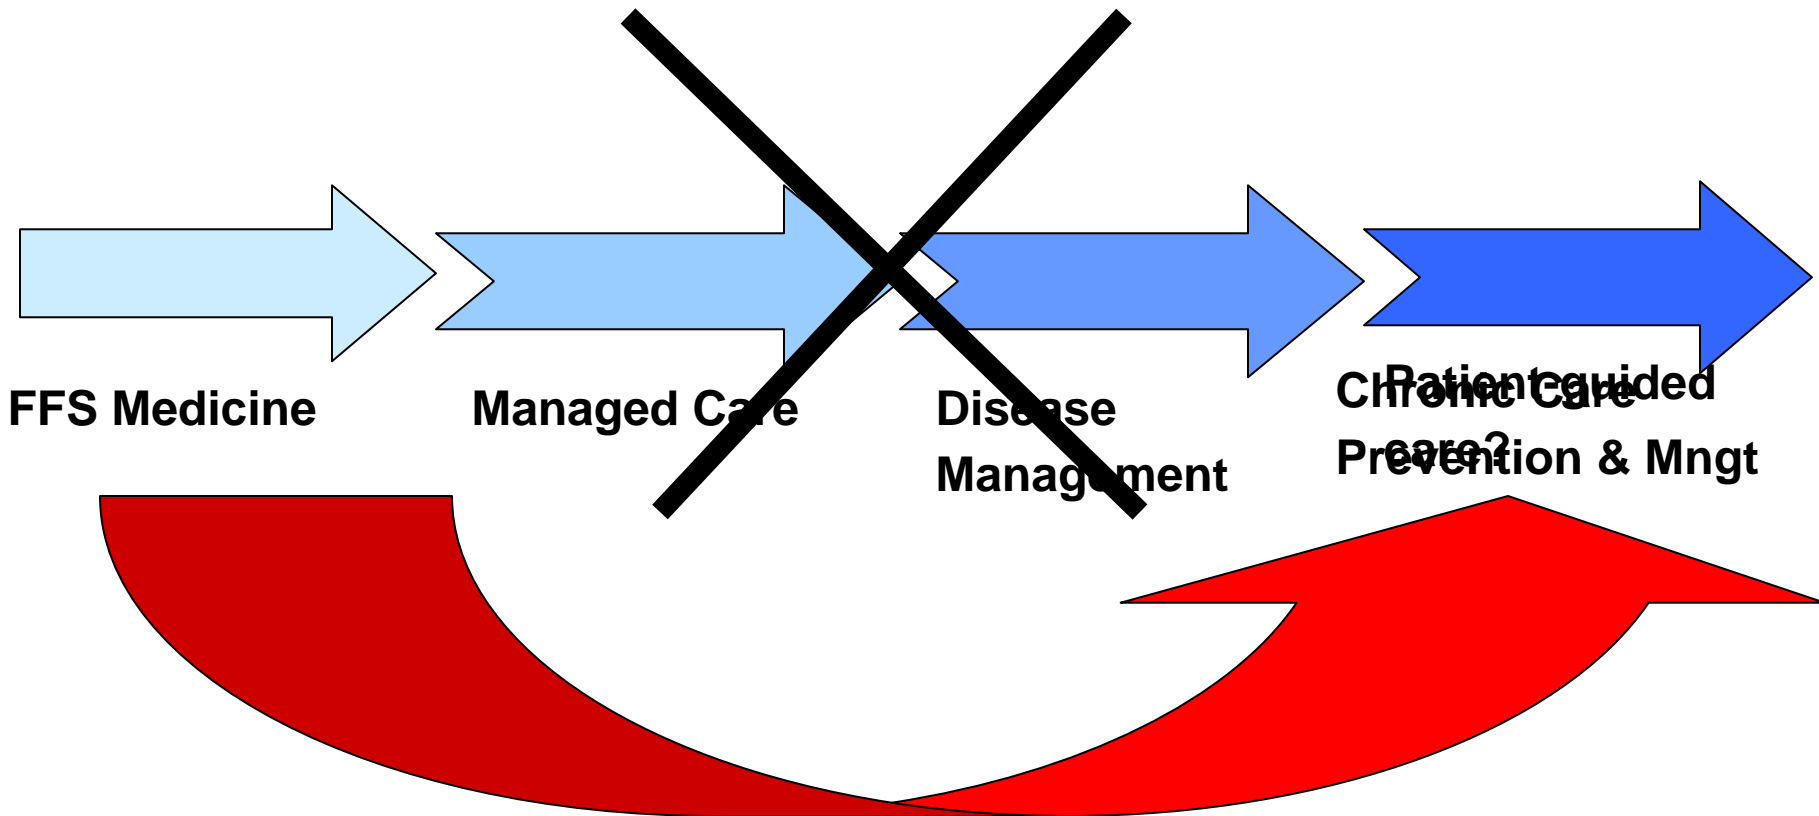 FFS Medicine
Managed Care
Disease
Management
Chronic Care
Prevention & Mngt
Patient-guided
care?